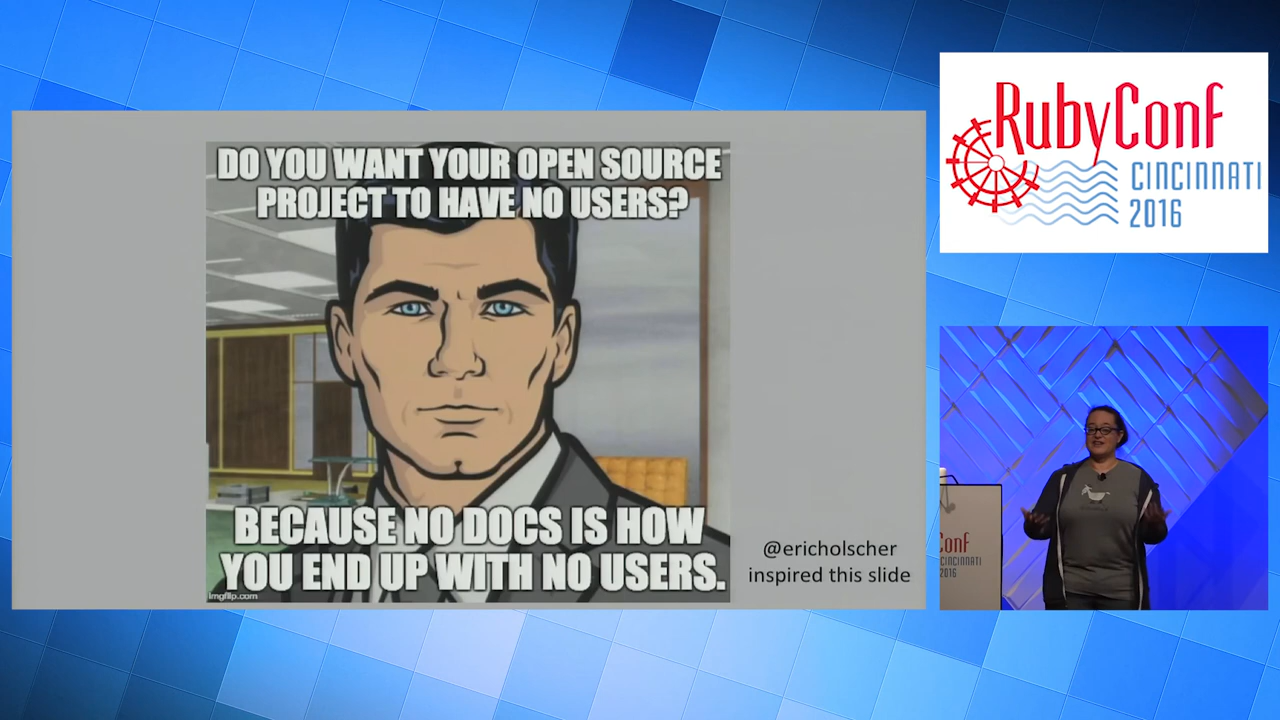 DO YOU WANT YOUR OPEN SOURCE
PROJECT TO HAVE NO USERS?
BECAUSE NO DOCS IS HOW
YOU END UP WITH NO USERS.
imgflip.com
@ericholscher
inspired this slide
RubyConf
CINCINNATI
2016
Conf
CINCINNATI
2016